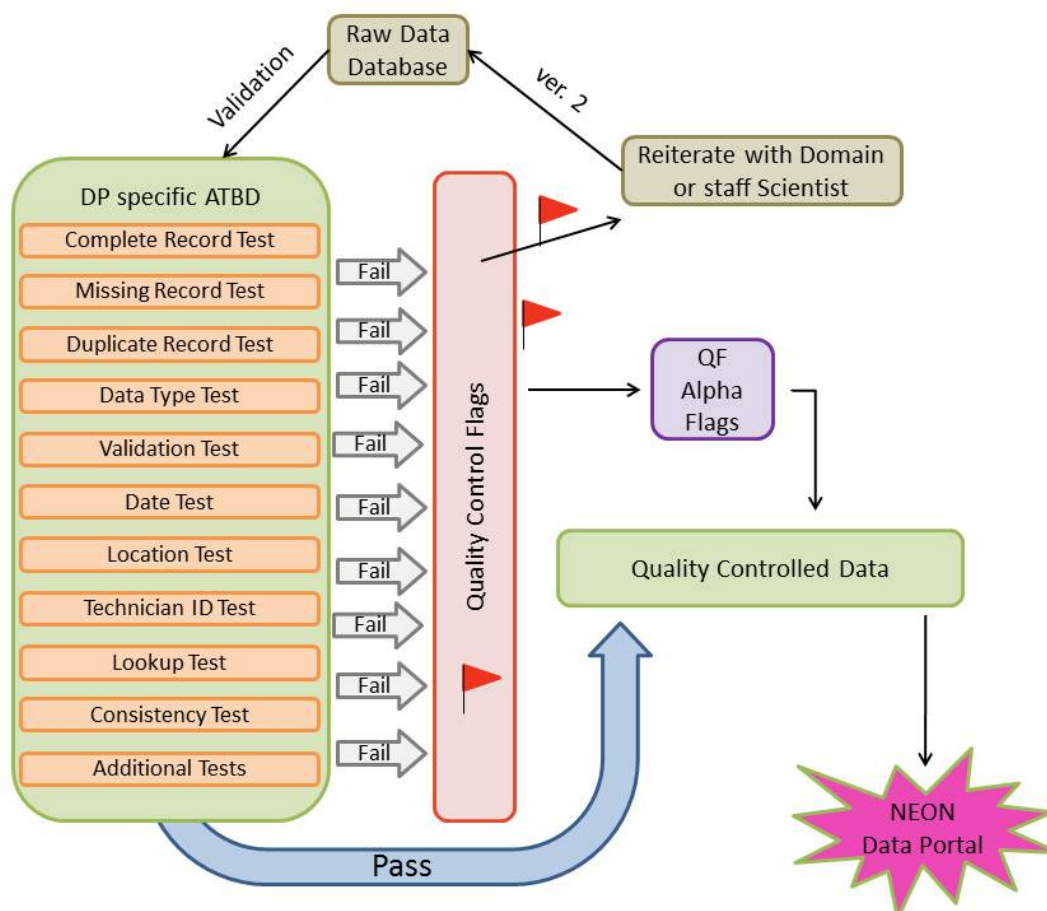 Raw Data
Database
Validation
ver. 2
Reiterate with Domain
or staff Scientist
DP specific ATBD
Complete Record Test
Missing Record Test
Duplicate Record Test
Data Type Test
Validation Test
Date Test
Location Test
Technician ID Test
Lookup Test
Consistency Test
Additional Tests
Fail
Fail
Fail
Fail
Fail
Fail
Fail
Fail
Fail
Quality Control Flags
QF
Alpha
Flags
Quality Controlled Data
Pass
NEON
Data Portal